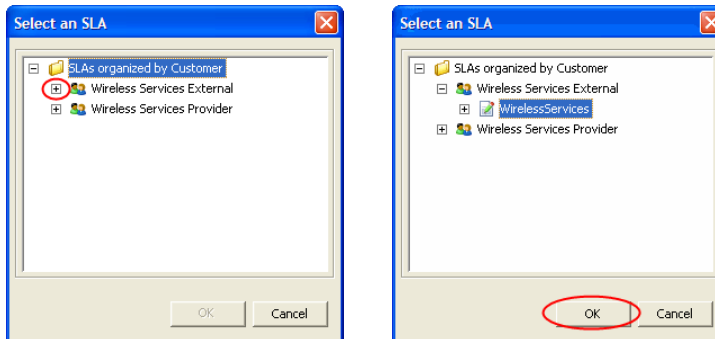 Select an SLA
SLAs organized by Customer
Wireless Services External
Wireless Services Provider
OK
Cancel
Select an SLA
SLAs organized by Customer
Wireless Services External
WirelessServices
Wireless Services Provider
OK
Cancel